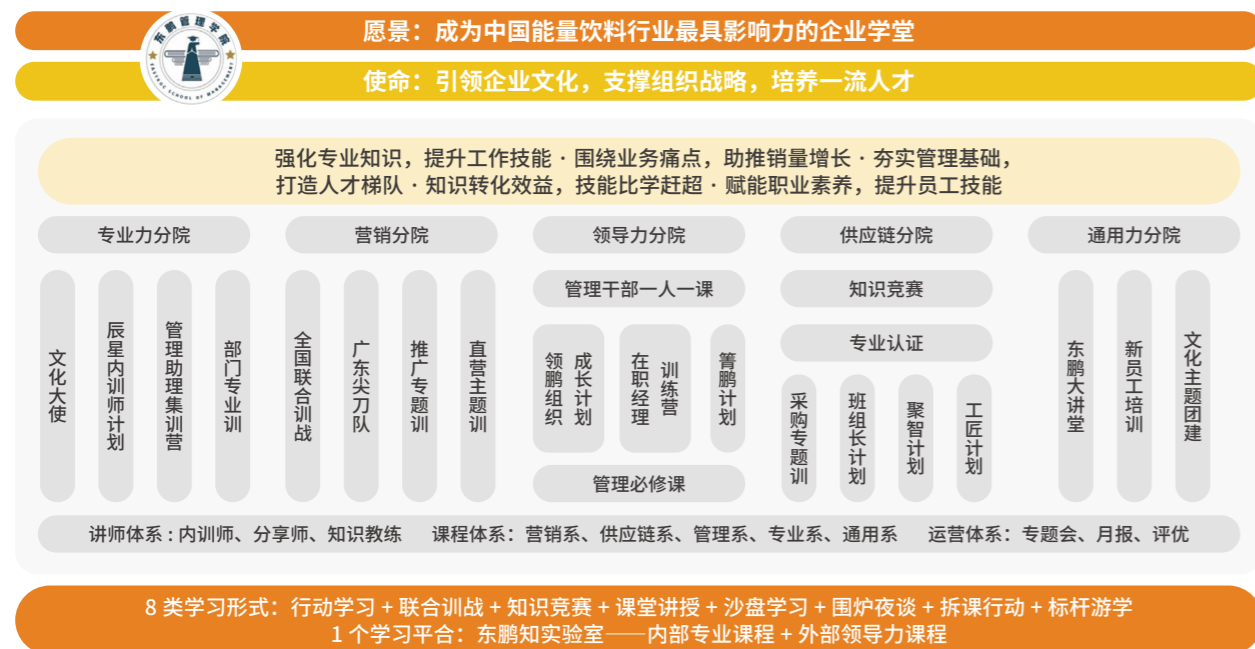 东鹏管理学院
EASTROC SCHOOL OF MANAGEMENT
愿景：成为中国能量饮料行业最具影响力的企业学堂
使命：引领企业文化，支撑组织战略，培养一流人才
强化专业知识，提升工作技能 · 围绕业务痛点，助推销量增长 · 夯实管理基础，
打造人才梯队 · 知识转化效益，技能比学赶超 · 赋能职业素养，提升员工技能
专业力分院
文化大使
辰星内训师计划
管理助理集训营
部门专业训
营销分院
全国联合训战
广东尖刀队
推广专题训
直营主题训
领导力分院
管理干部一人一课
领鹏组织
成长计划
在职经理
训练营
箐鹏计划
管理必修课
供应链分院
知识竞赛
专业认证
采购专题训
班组长计划
聚智计划
工匠计划
通用力分院
东鹏大讲堂
新员工培训
文化主题团建
讲师体系：内训师、分享师、知识教练 课程体系：营销系、供应链系、管理系、专业系、通用系 运营体系：专题会、月报、评优
8 类学习形式：行动学习 + 联合训战 + 知识竞赛 + 课堂讲授 + 沙盘学习 + 围炉夜谈 + 拆课行动 + 标杆游学
1 个学习平台：东鹏知实验室——内部专业课程 + 外部领导力课程